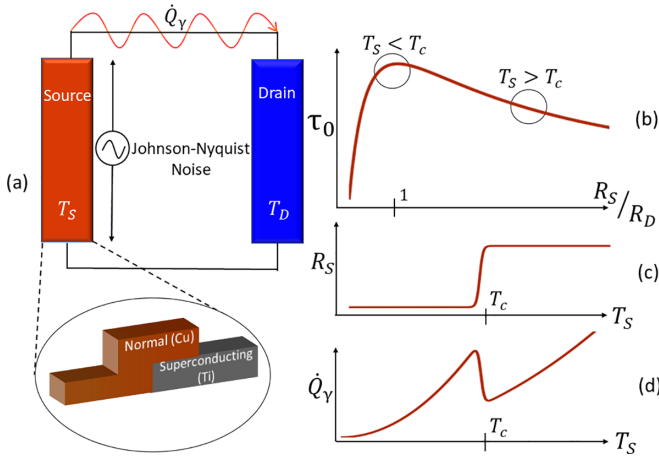 Q̇γ
(a)
Source
Drain
Johnson-Nyquist
Noise
T_S
T_D
Normal (Cu)
Superconducting
(Ti)
T_S < T_c
T_S > T_c
τ₀
(b)
1
R_S/R_D
R_S
(c)
T_c
T_S
Q̇γ
(d)
T_c
T_S